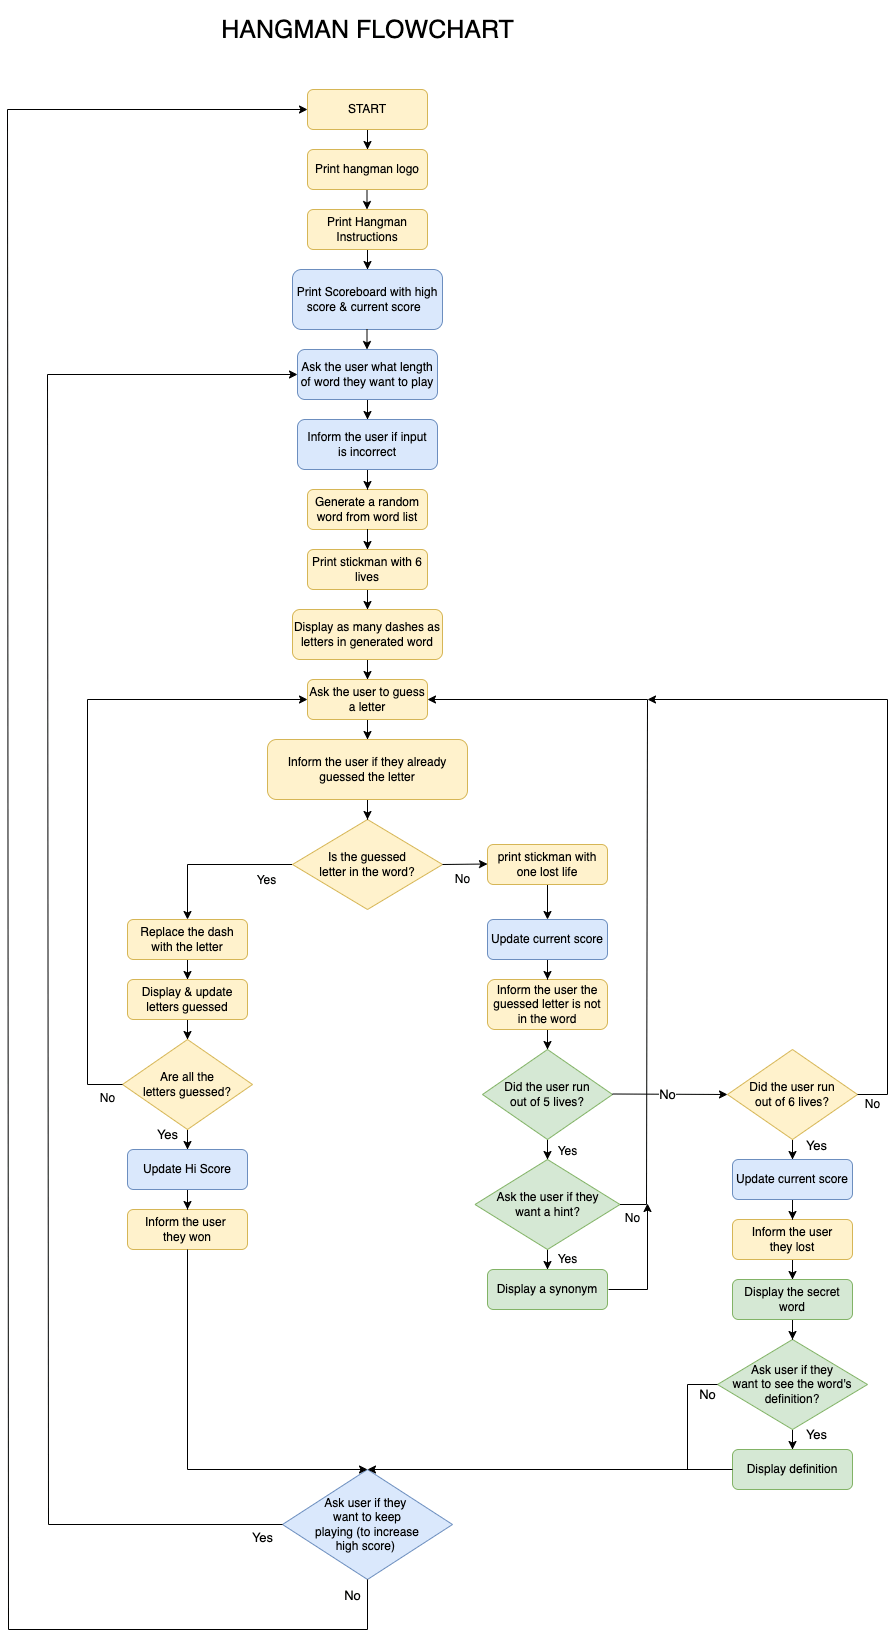 HANGMAN FLOWCHART
START
Print hangman logo
Print Hangman
Instructions
Print Scoreboard with high
score & current score
Ask the user what length
of word they want to play
Inform the user if input
is incorrect
Generate a random
word from word list
Print stickman with 6
lives
Display as many dashes as
letters in generated word
Ask the user to guess
a letter
Inform the user if they already
guessed the letter
Is the guessed
letter in the word?
Yes
No
print stickman with
one lost life
Replace the dash
with the letter
Update current score
Display & update
letters guessed
Inform the user the
guessed letter is not
in the word
Are all the
letters guessed?
No
Yes
Did the user run
out of 5 lives?
No
Yes
Did the user run
out of 6 lives?
No
Yes
Update Hi Score
Inform the user
they won
Ask the user if they
want a hint?
No
Yes
Display a synonym
Update current score
Inform the user
they lost
Display the secret
word
Ask user if they
want to see the word's
definition?
No
Yes
Display definition
Ask user if they
want to keep
playing (to increase
high score)
Yes
No